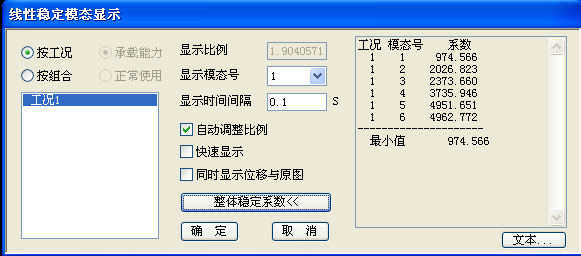 线性稳定模态显示
按工况 承载能力
按组合 正常使用
工况1
显示比例 1.9040571
显示模态号 1
显示时间间隔 0.1 S
自动调整比例
快速显示
同时显示位移与原图
整体稳定系数<<
确 定 取 消
工况 模态号 系数
1 1 974.566
1 2 2026.823
1 3 2373.660
1 4 3735.946
1 5 4951.651
1 6 4962.772
----------------------
最小值 974.566
文本...